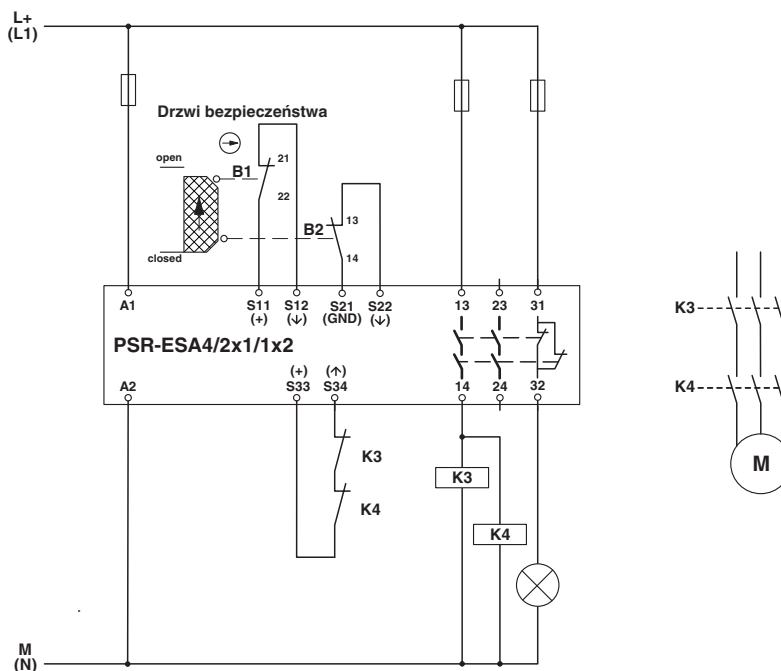 L+
(L1)
Drzwi bezpieczeństwa
open
B1
21
22
B2
13
14
closed
A1
S11
(+)
S12
(↓)
S21
(GND)
S22
(↓)
13
23
31
PSR-ESA4/2x1/1x2
A2
(+)
S33
(↑)
S34
14
24
32
K3
K4
K3
K4
K3
K4
M
M
(N)